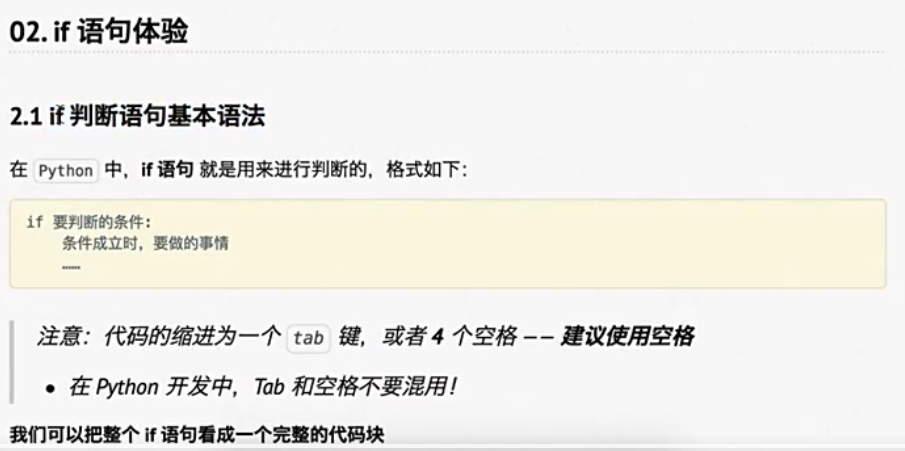 02. if 语句体验
2.1 if 判断语句基本语法
在 Python 中，if 语句 就是用来进行判断的，格式如下：
if 要判断的条件:
    条件成立时，要做的事情
    ……
注意：代码的缩进为一个 tab 键，或者 4 个空格 —— 建议使用空格
• 在 Python 开发中，Tab 和空格不要混用！
我们可以把整个 if 语句看成一个完整的代码块